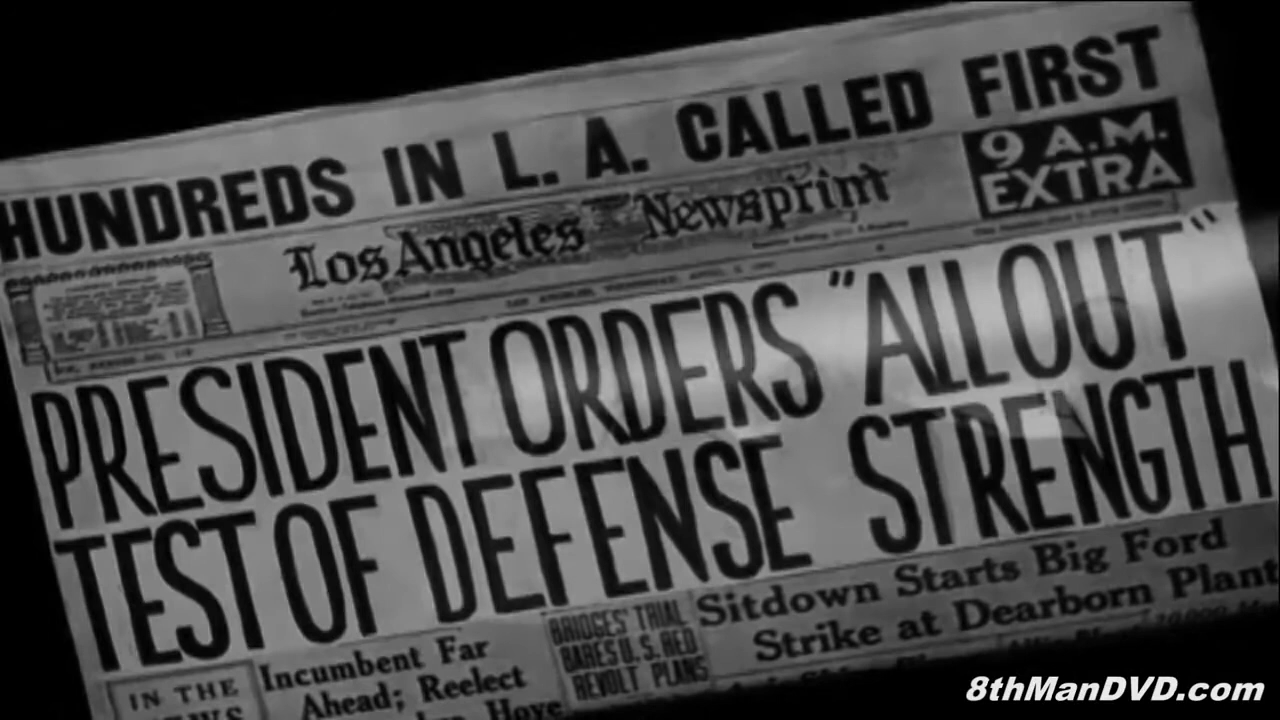 HUNDREDS IN L. A. CALLED FIRST
Los Angeles Newsprint
9 A.M.
EXTRA
PRESIDENT ORDERS "ALL OUT"
TEST OF DEFENSE STRENGTH
Sitdown Starts Big Ford
Strike at Dearborn Plant
BRIDGES' TRIAL
BARES U. S. RED
REVOLT PLANS
Incumbent Far
Ahead; Reelect
IN THE
8thManDVD.com